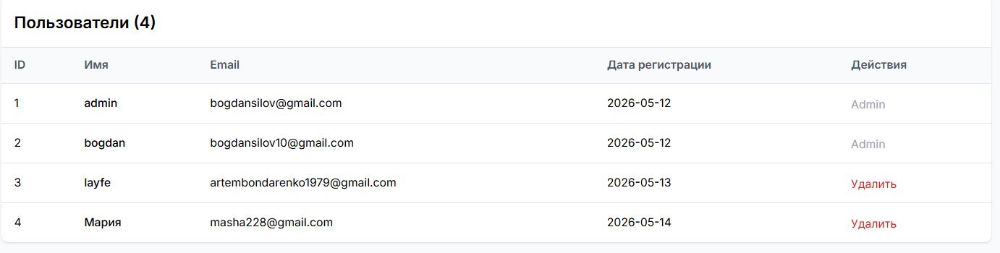 Пользователи (4)
ID Имя Email Дата регистрации Действия
1 admin bogdansilov@gmail.com 2026-05-12 Admin
2 bogdan bogdansilov10@gmail.com 2026-05-12 Admin
3 layfe artembondarenko1979@gmail.com 2026-05-13 Удалить
4 Мария masha228@gmail.com 2026-05-14 Удалить